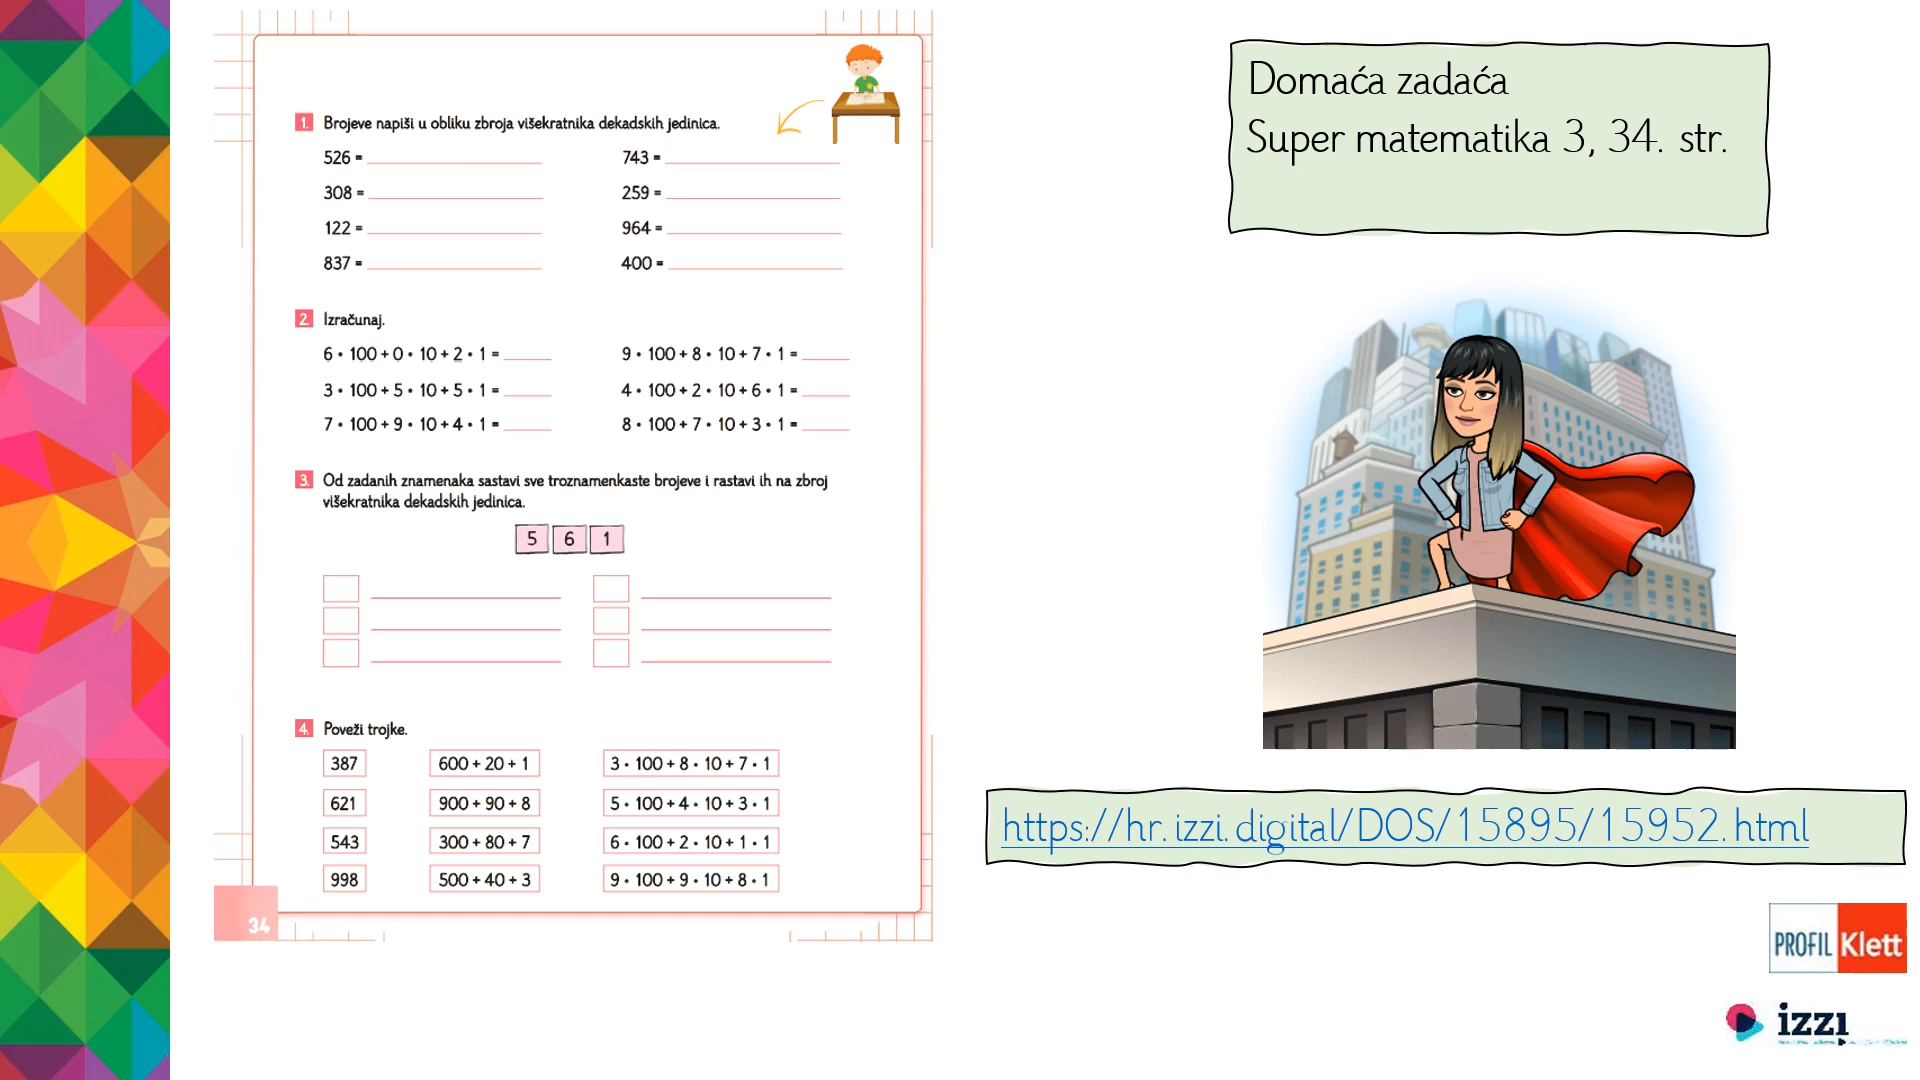 1. Brojeve napiši u obliku zbroja višekratnika dekadskih jedinica.
526 =
743 =
308 =
259 =
122 =
964 =
837 =
400 =
2. Izračunaj.
6 • 100 + 0 • 10 + 2 • 1 =
9 • 100 + 8 • 10 + 7 • 1 =
3 • 100 + 5 • 10 + 5 • 1 =
4 • 100 + 2 • 10 + 6 • 1 =
7 • 100 + 9 • 10 + 4 • 1 =
8 • 100 + 7 • 10 + 3 • 1 =
3. Od zadanih znamenaka sastavi sve troznamenkaste brojeve i rastavi ih na zbroj
višekratnika dekadskih jedinica.
5 6 1
4. Poveži trojke.
387 600 + 20 + 1 3 • 100 + 8 • 10 + 7 • 1
621 900 + 90 + 8 5 • 100 + 4 • 10 + 3 • 1
543 300 + 80 + 7 6 • 100 + 2 • 10 + 1 • 1
998 500 + 40 + 3 9 • 100 + 9 • 10 + 8 • 1
34
Domaća zadaća
Super matematika 3, 34. str.
https://hr.izzi.digital/DOS/15895/15952.html
PROFIL Klett
izzi